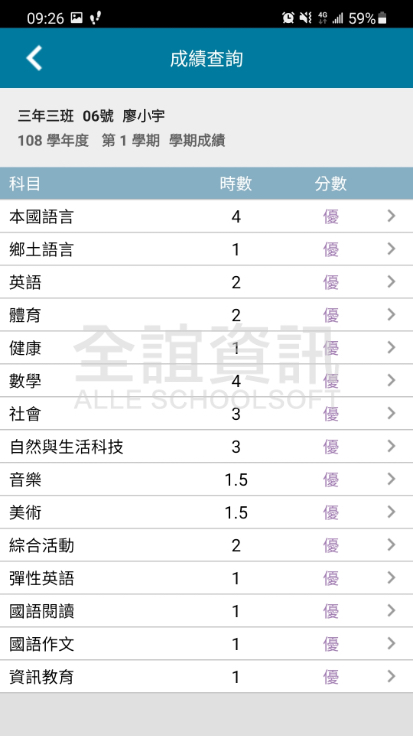 09:26 4G 59%
成績查詢
三年三班 06號 廖小宇
108 學年度 第 1 學期 學期成績
科目 時數 分數
本國語言 4 優
鄉土語言 1 優
英語 2 優
體育 2 優
健康 1 優
數學 4 優
社會 3 優
自然與生活科技 3 優
音樂 1.5 優
美術 1.5 優
綜合活動 2 優
彈性英語 1 優
國語閱讀 1 優
國語作文 1 優
資訊教育 1 優
全誼資訊
ALLE SCHOOLSOFT